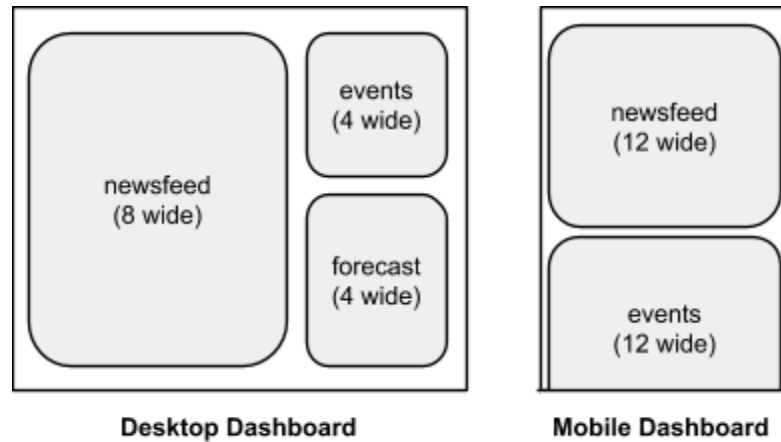 newsfeed
(8 wide)
events
(4 wide)
forecast
(4 wide)
Desktop Dashboard
newsfeed
(12 wide)
events
(12 wide)
Mobile Dashboard